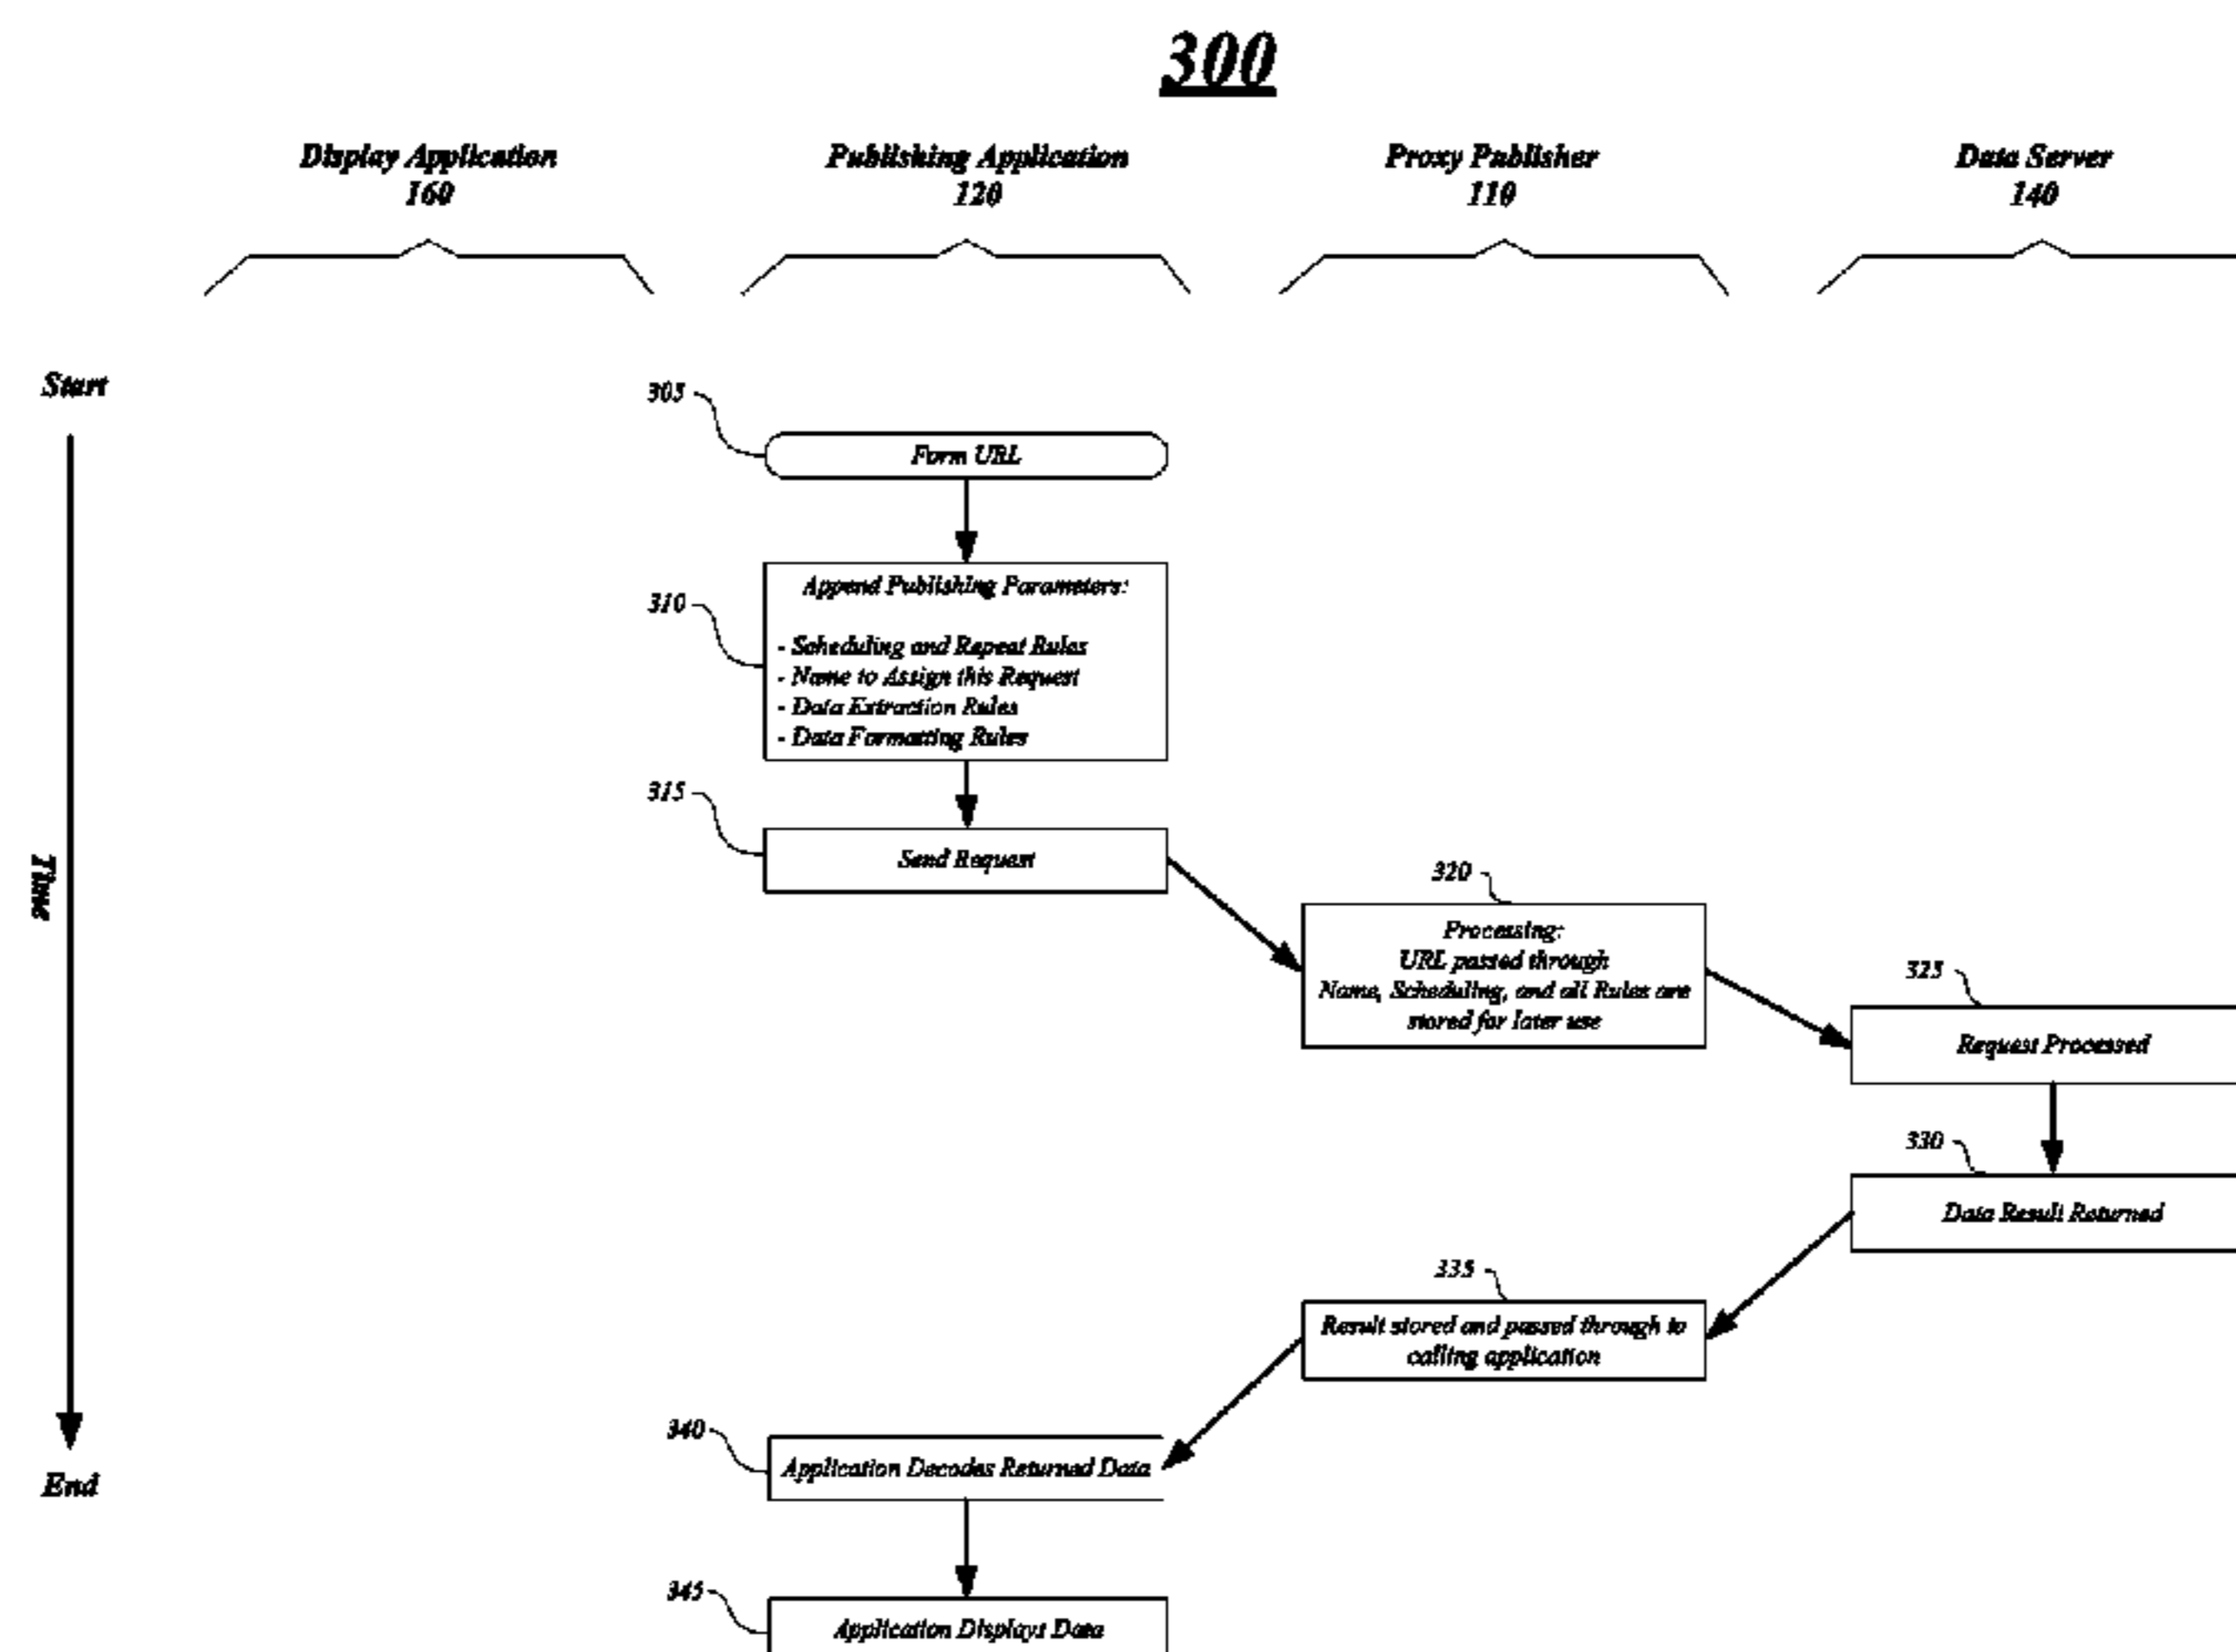 300
Display Application
160
Publishing Application
120
Proxy Publisher
110
Data Server
140
Start
Time
End
305
Form URL
310
Append Publishing Parameters:
- Scheduling and Repeat Rules
- Name to Assign this Request
- Data Extraction Rules
- Data Formatting Rules
315
Send Request
320
Processing:
URL passed through
Name, Scheduling, and all Rules are
stored for later use
325
Request Processed
330
Data Result Returned
335
Result stored and passed through to
calling application
340
Application Decodes Returned Data
345
Application Displays Data